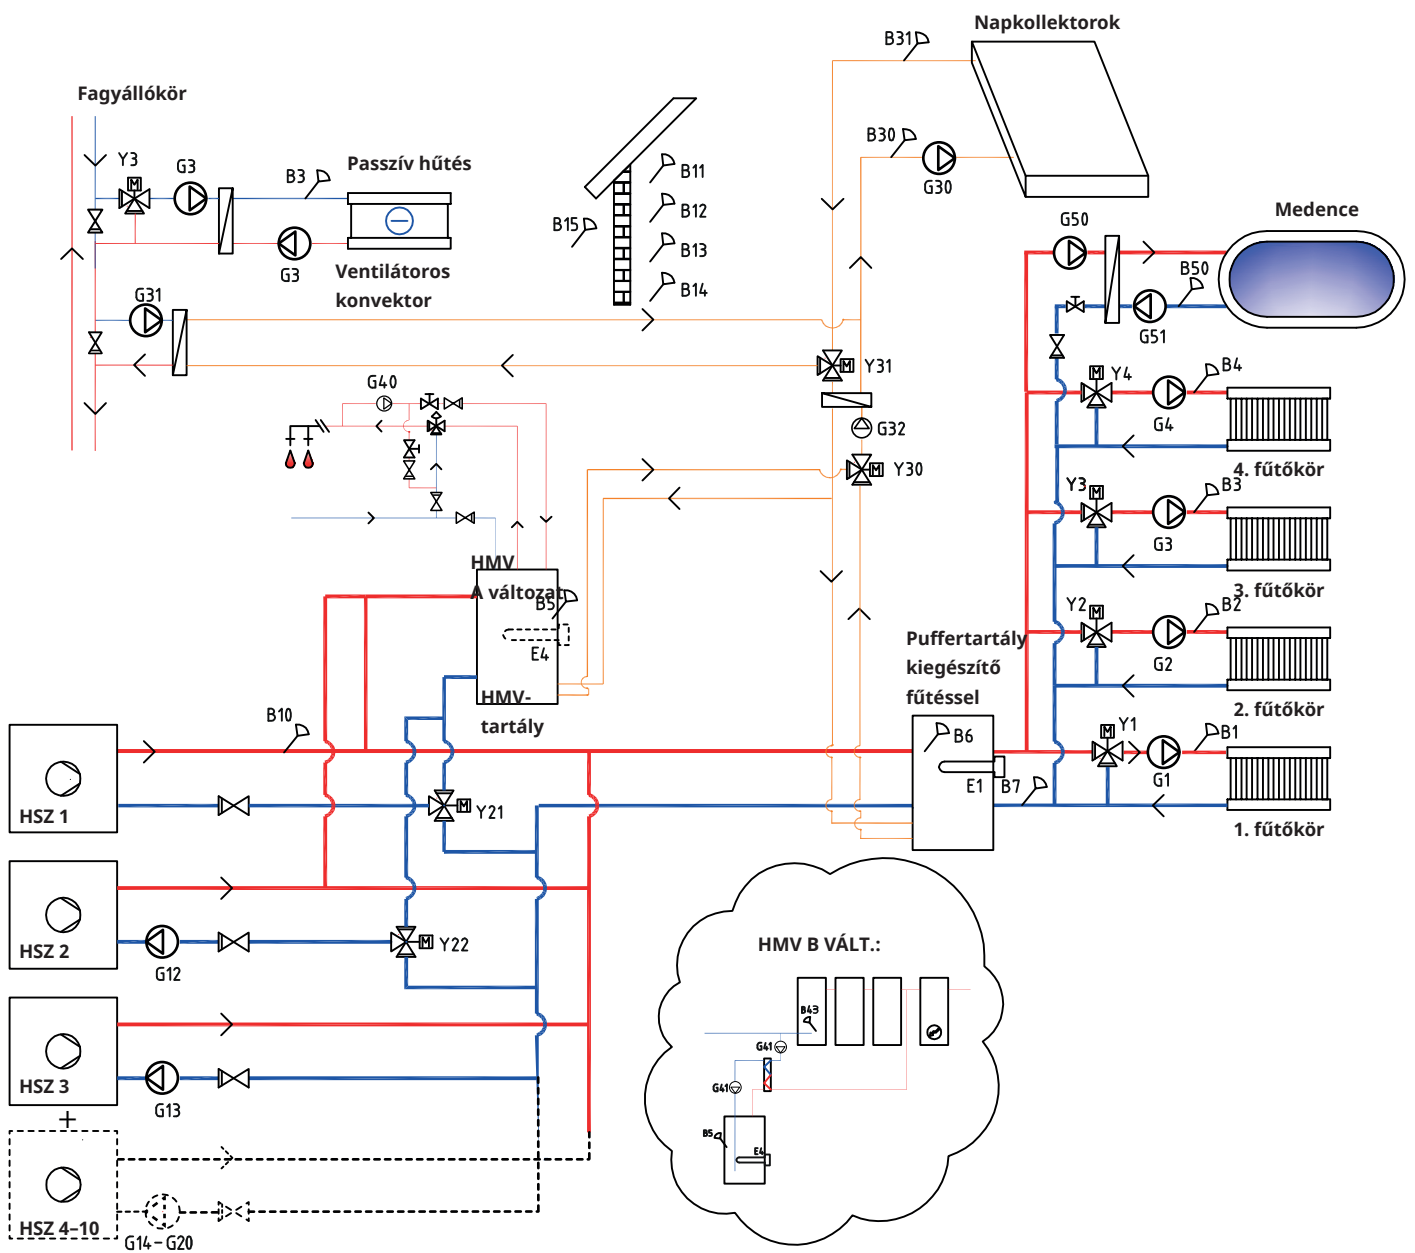 Napkollektorok
B31
Fagyállókör
Y3
G3
B3
Passzív hűtés
B30
G30
B11
B12
B15
B13
B14
G3
Ventilátoros
konvektor
G31
G50
Medence
B50
G51
Y31
G40
G32
Y30
Y4
B4
G4
4. fűtőkör
Y3
B3
G3
3. fűtőkör
HMV
A változat
B5
E4
HMV-
tartály
Y2
B2
G2
2. fűtőkör
Puffertartály
kiegészítő
fűtéssel
B6
E1
B7
Y1
B1
G1
1. fűtőkör
B10
HSZ 1
Y21
HSZ 2
G12
Y22
HSZ 3
G13
+
HSZ 4–10
G14–G20
HMV B VÁLT.:
B43
G41
G41
B5
E4
M
M
M
M
M
M
M
M
M